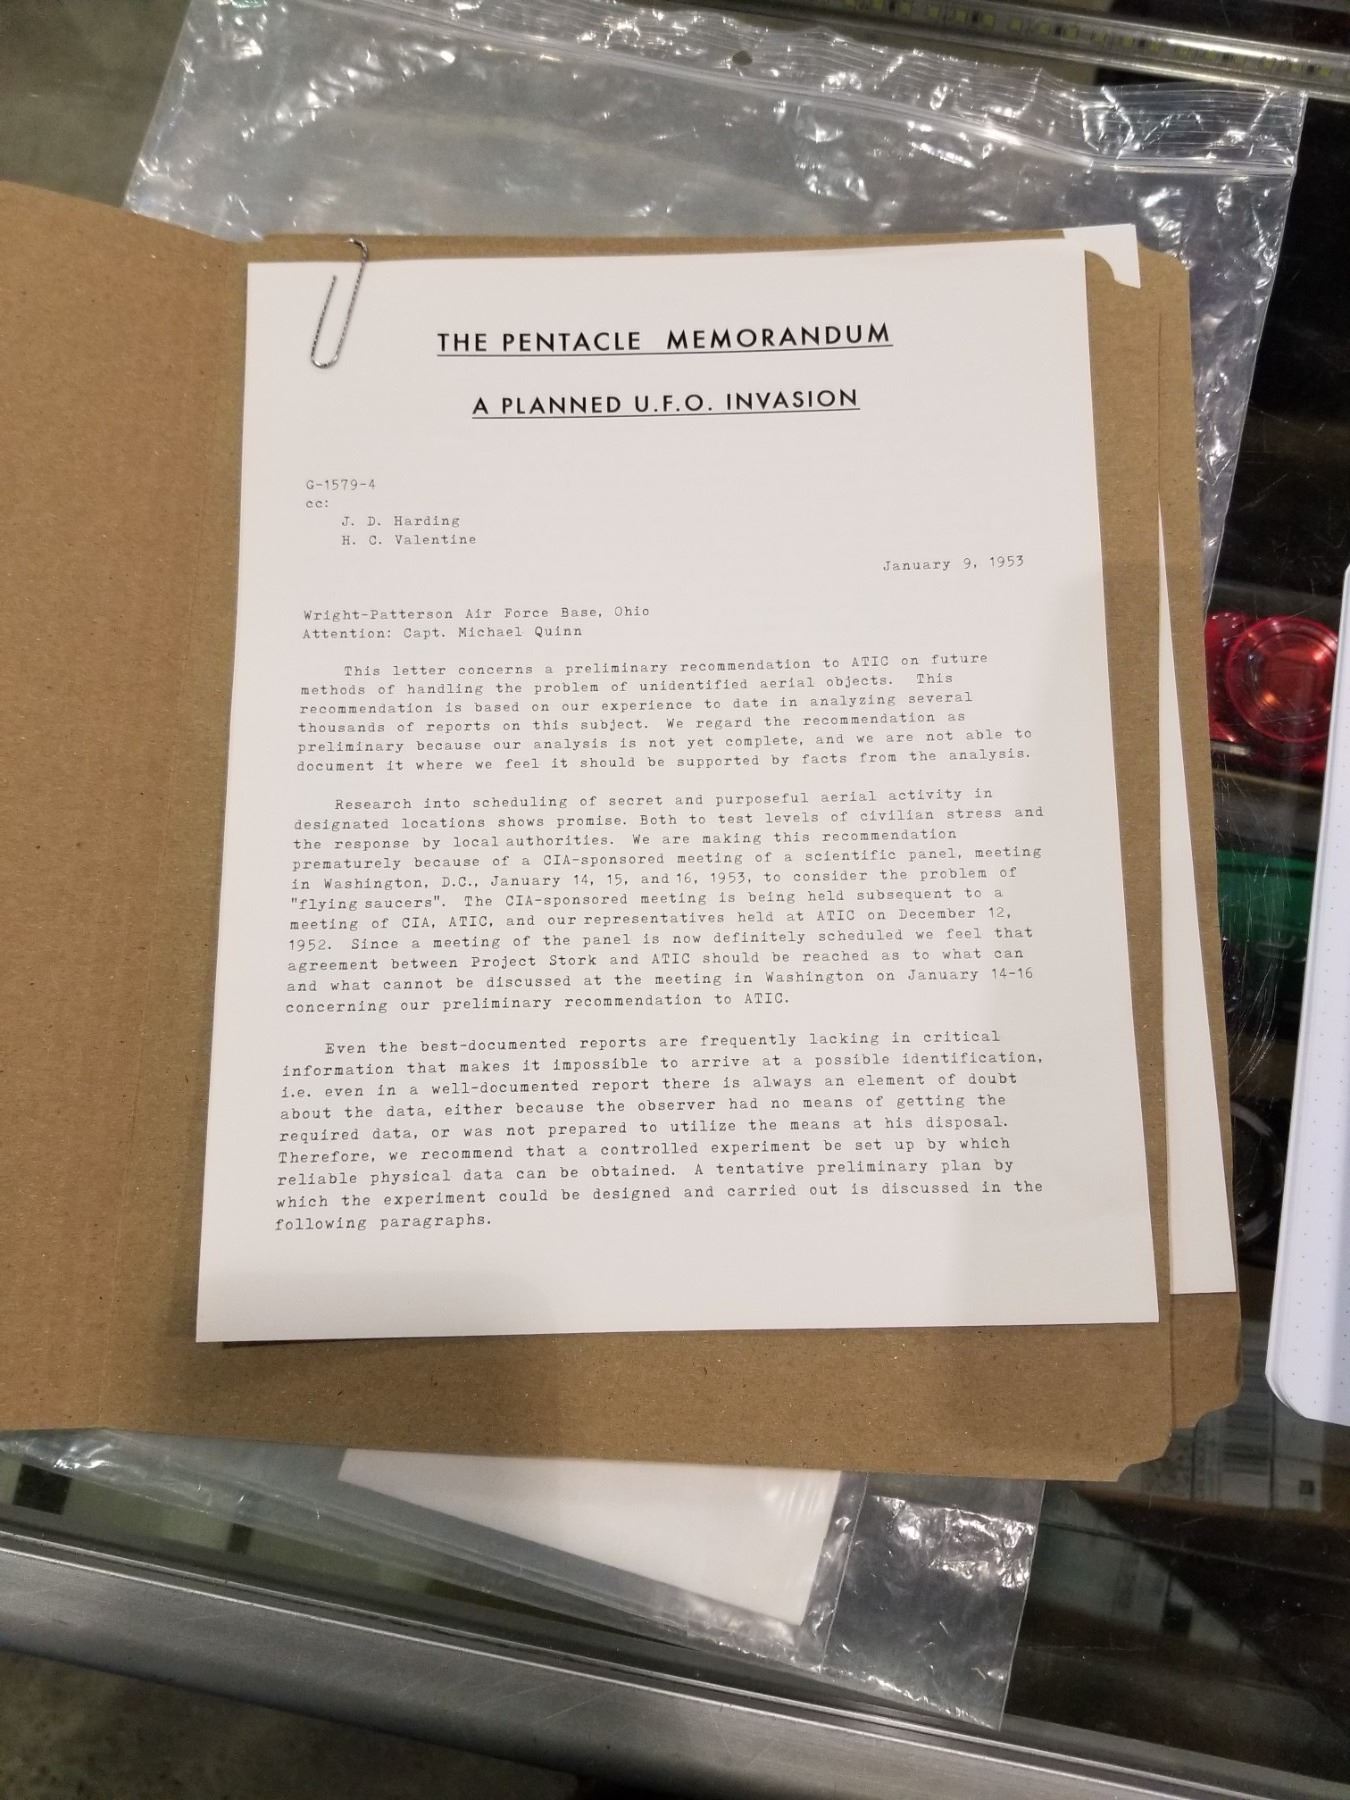 THE PENTACLE MEMORANDUM
A PLANNED U.F.O. INVASION
G-1579-4
cc:
J. D. Harding
H. C. Valentine
January 9, 1953
Wright-Patterson Air Force Base, Ohio
Attention: Capt. Michael Quinn
This letter concerns a preliminary recommendation to ATIC on future
methods of handling the problem of unidentified aerial objects. This
recommendation is based on our experience to date in analyzing several
thousands of reports on this subject. We regard the recommendation as
preliminary because our analysis is not yet complete, and we are not able to
document it where we feel it should be supported by facts from the analysis.
Research into scheduling of secret and purposeful aerial activity in
designated locations shows promise. Both to test levels of civilian stress and
the response by local authorities. We are making this recommendation
prematurely because of a CIA-sponsored meeting of a scientific panel, meeting
in Washington, D.C., January 14, 15, and 16, 1953, to consider the problem of
"flying saucers". The CIA-sponsored meeting is being held subsequent to a
meeting of CIA, ATIC, and our representatives held at ATIC on December 12,
1952. Since a meeting of the panel is now definitely scheduled we feel that
agreement between Project Stork and ATIC should be reached as to what can
and what cannot be discussed at the meeting in Washington on January 14-16
concerning our preliminary recommendation to ATIC.
Even the best-documented reports are frequently lacking in critical
information that makes it impossible to arrive at a possible identification,
i.e. even in a well-documented report there is always an element of doubt
about the data, either because the observer had no means of getting the
required data, or was not prepared to utilize the means at his disposal.
Therefore, we recommend that a controlled experiment be set up by which
reliable physical data can be obtained. A tentative preliminary plan by
which the experiment could be designed and carried out is discussed in the
following paragraphs.